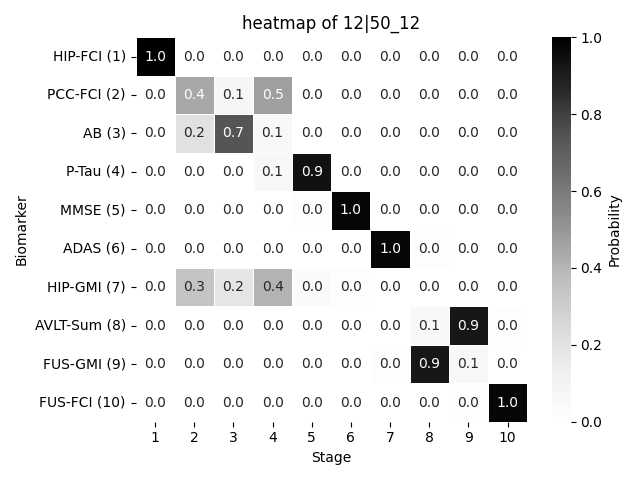 heatmap of 12|50_12
HIP-FCI (1) 1.0 0.0 0.0 0.0 0.0 0.0 0.0 0.0 0.0 0.0
PCC-FCI (2) 0.0 0.4 0.1 0.5 0.0 0.0 0.0 0.0 0.0 0.0
AB (3) 0.0 0.2 0.7 0.1 0.0 0.0 0.0 0.0 0.0 0.0
P-Tau (4) 0.0 0.0 0.0 0.1 0.9 0.0 0.0 0.0 0.0 0.0
MMSE (5) 0.0 0.0 0.0 0.0 0.0 1.0 0.0 0.0 0.0 0.0
ADAS (6) 0.0 0.0 0.0 0.0 0.0 0.0 1.0 0.0 0.0 0.0
HIP-GMI (7) 0.0 0.3 0.2 0.4 0.0 0.0 0.0 0.0 0.0 0.0
AVLT-Sum (8) 0.0 0.0 0.0 0.0 0.0 0.0 0.0 0.1 0.9 0.0
FUS-GMI (9) 0.0 0.0 0.0 0.0 0.0 0.0 0.0 0.9 0.1 0.0
FUS-FCI (10) 0.0 0.0 0.0 0.0 0.0 0.0 0.0 0.0 0.0 1.0
1 2 3 4 5 6 7 8 9 10
Stage
Biomarker
1.0
0.8
0.6
0.4
0.2
0.0
Probability